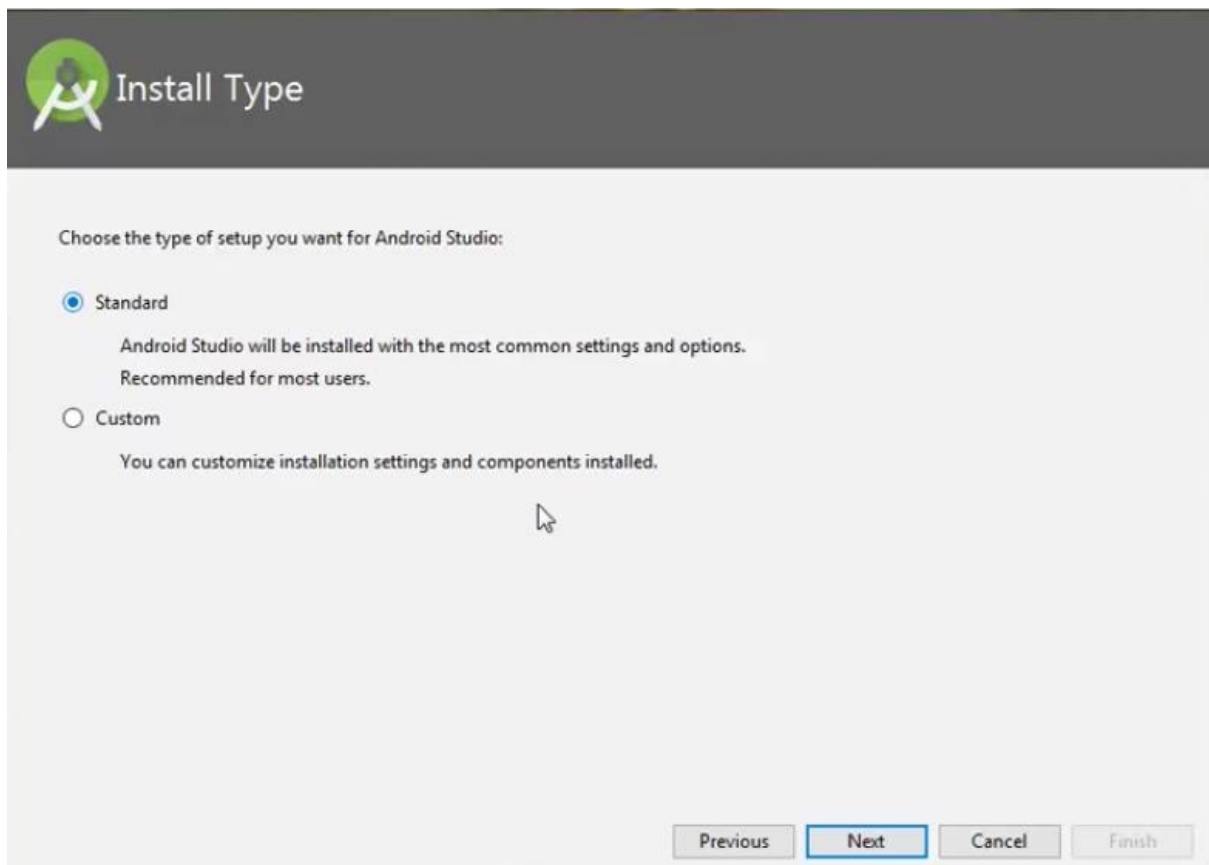 Install Type
Choose the type of setup you want for Android Studio:
Standard
Android Studio will be installed with the most common settings and options.
Recommended for most users.
Custom
You can customize installation settings and components installed.
Previous Next Cancel Finish